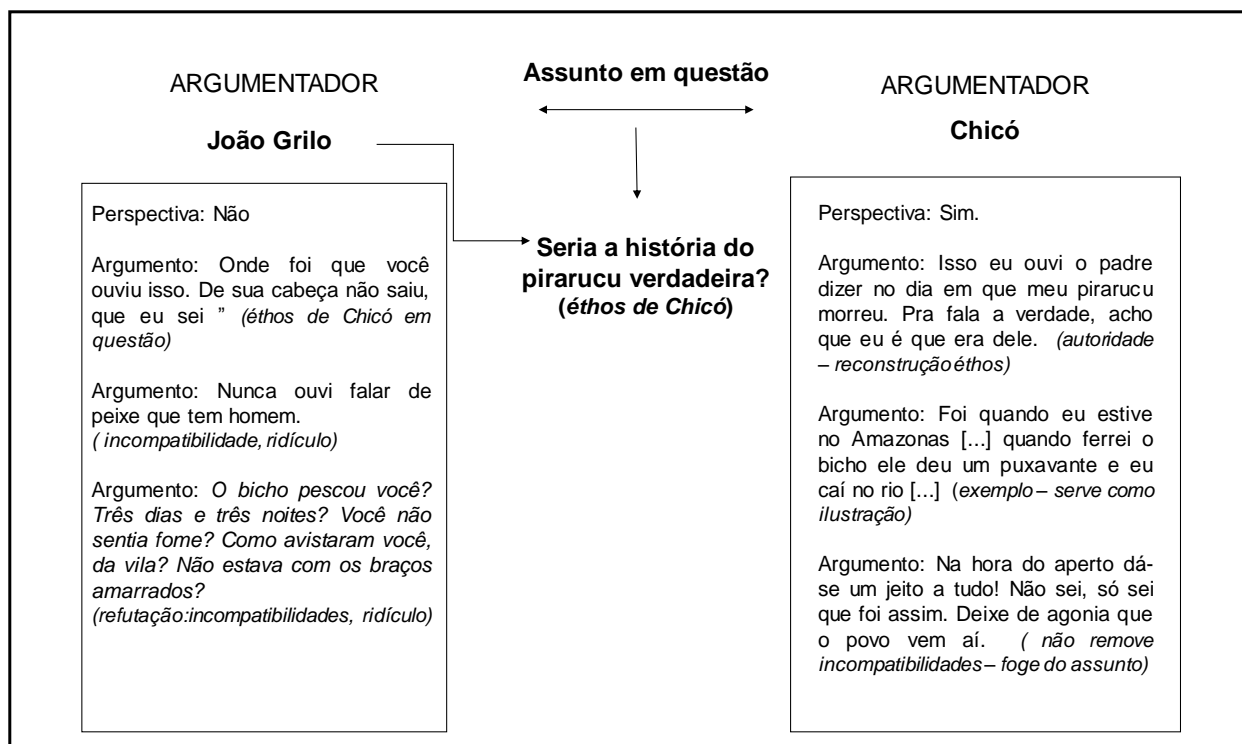 ARGUMENTADOR
João Grilo
Perspectiva: Não
Argumento: Onde foi que você
ouviu isso. De sua cabeça não saiu,
que eu sei ” (éthos de Chicó em
questão)
Argumento: Nunca ouvi falar de
peixe que tem homem.
( incompatibilidade, ridículo)
Argumento: O bicho pescou você?
Três dias e três noites? Você não
sentia fome? Como avistaram você,
da vila? Não estava com os braços
amarrados?
(refutação:incompatibilidades, ridículo)
Assunto em questão
Seria a história do
pirarucu verdadeira?
(éthos de Chicó)
ARGUMENTADOR
Chicó
Perspectiva: Sim.
Argumento: Isso eu ouvi o padre
dizer no dia em que meu pirarucu
morreu. Pra fala a verdade, acho
que eu é que era dele. (autoridade
– reconstrução éthos)
Argumento: Foi quando eu estive
no Amazonas [...] quando ferrei o
bicho ele deu um puxavante e eu
caí no rio [...] (exemplo – serve como
ilustração)
Argumento: Na hora do aperto dá-
se um jeito a tudo! Não sei, só sei
que foi assim. Deixe de agonia que
o povo vem aí. ( não remove
incompatibilidades – foge do assunto)